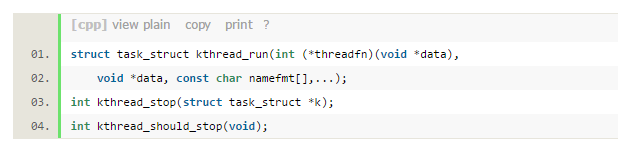 [cpp] view plain copy print ?
01. struct task_struct kthread_run(int (*threadfn)(void *data),
02. void *data, const char namefmt[],...);
03. int kthread_stop(struct task_struct *k);
04. int kthread_should_stop(void);